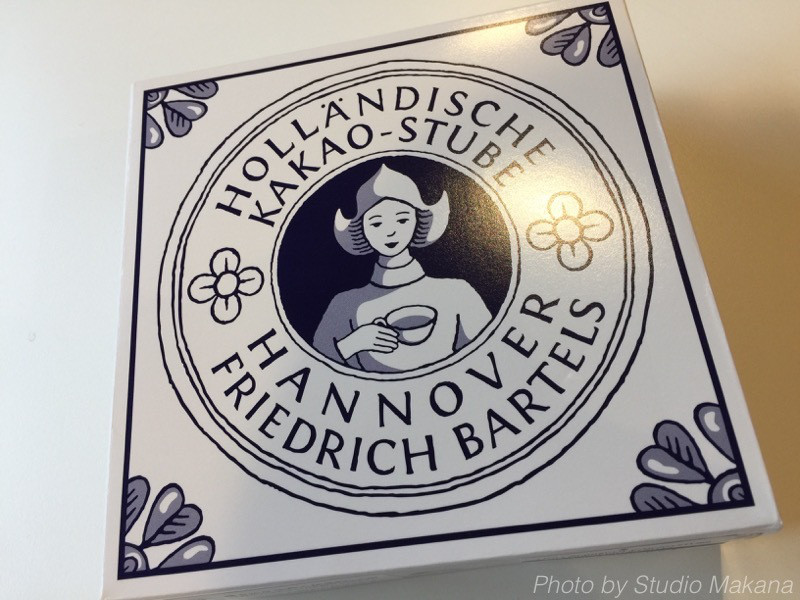 HOLLÄNDISCHE
KAKAO-STUBE
HANNOVER
FRIEDRICH BARTELS
Photo by Studio Makana